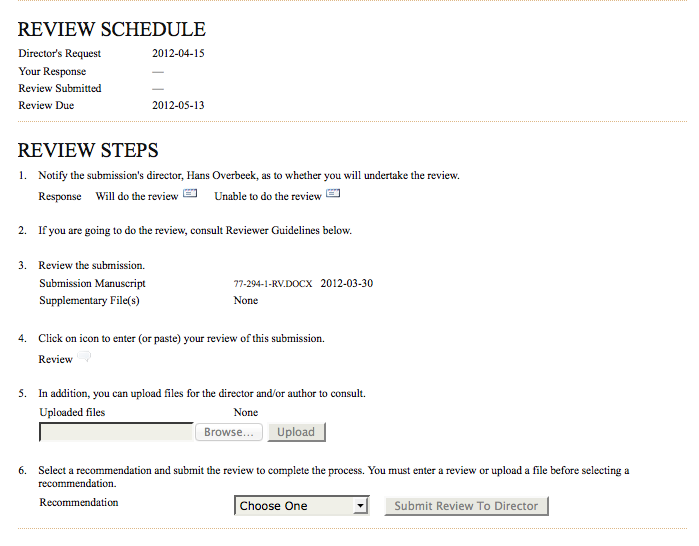 REVIEW SCHEDULE
Director's Request 2012-04-15
Your Response —
Review Submitted —
Review Due 2012-05-13
REVIEW STEPS
1. Notify the submission's director, Hans Overbeek, as to whether you will undertake the review.
Response Will do the review Unable to do the review
2. If you are going to do the review, consult Reviewer Guidelines below.
3. Review the submission.
Submission Manuscript 77-294-1-RV.DOCX 2012-03-30
Supplementary File(s) None
4. Click on icon to enter (or paste) your review of this submission.
Review
5. In addition, you can upload files for the director and/or author to consult.
Uploaded files None
Browse... Upload
6. Select a recommendation and submit the review to complete the process. You must enter a review or upload a file before selecting a
recommendation.
Recommendation Choose One Submit Review To Director